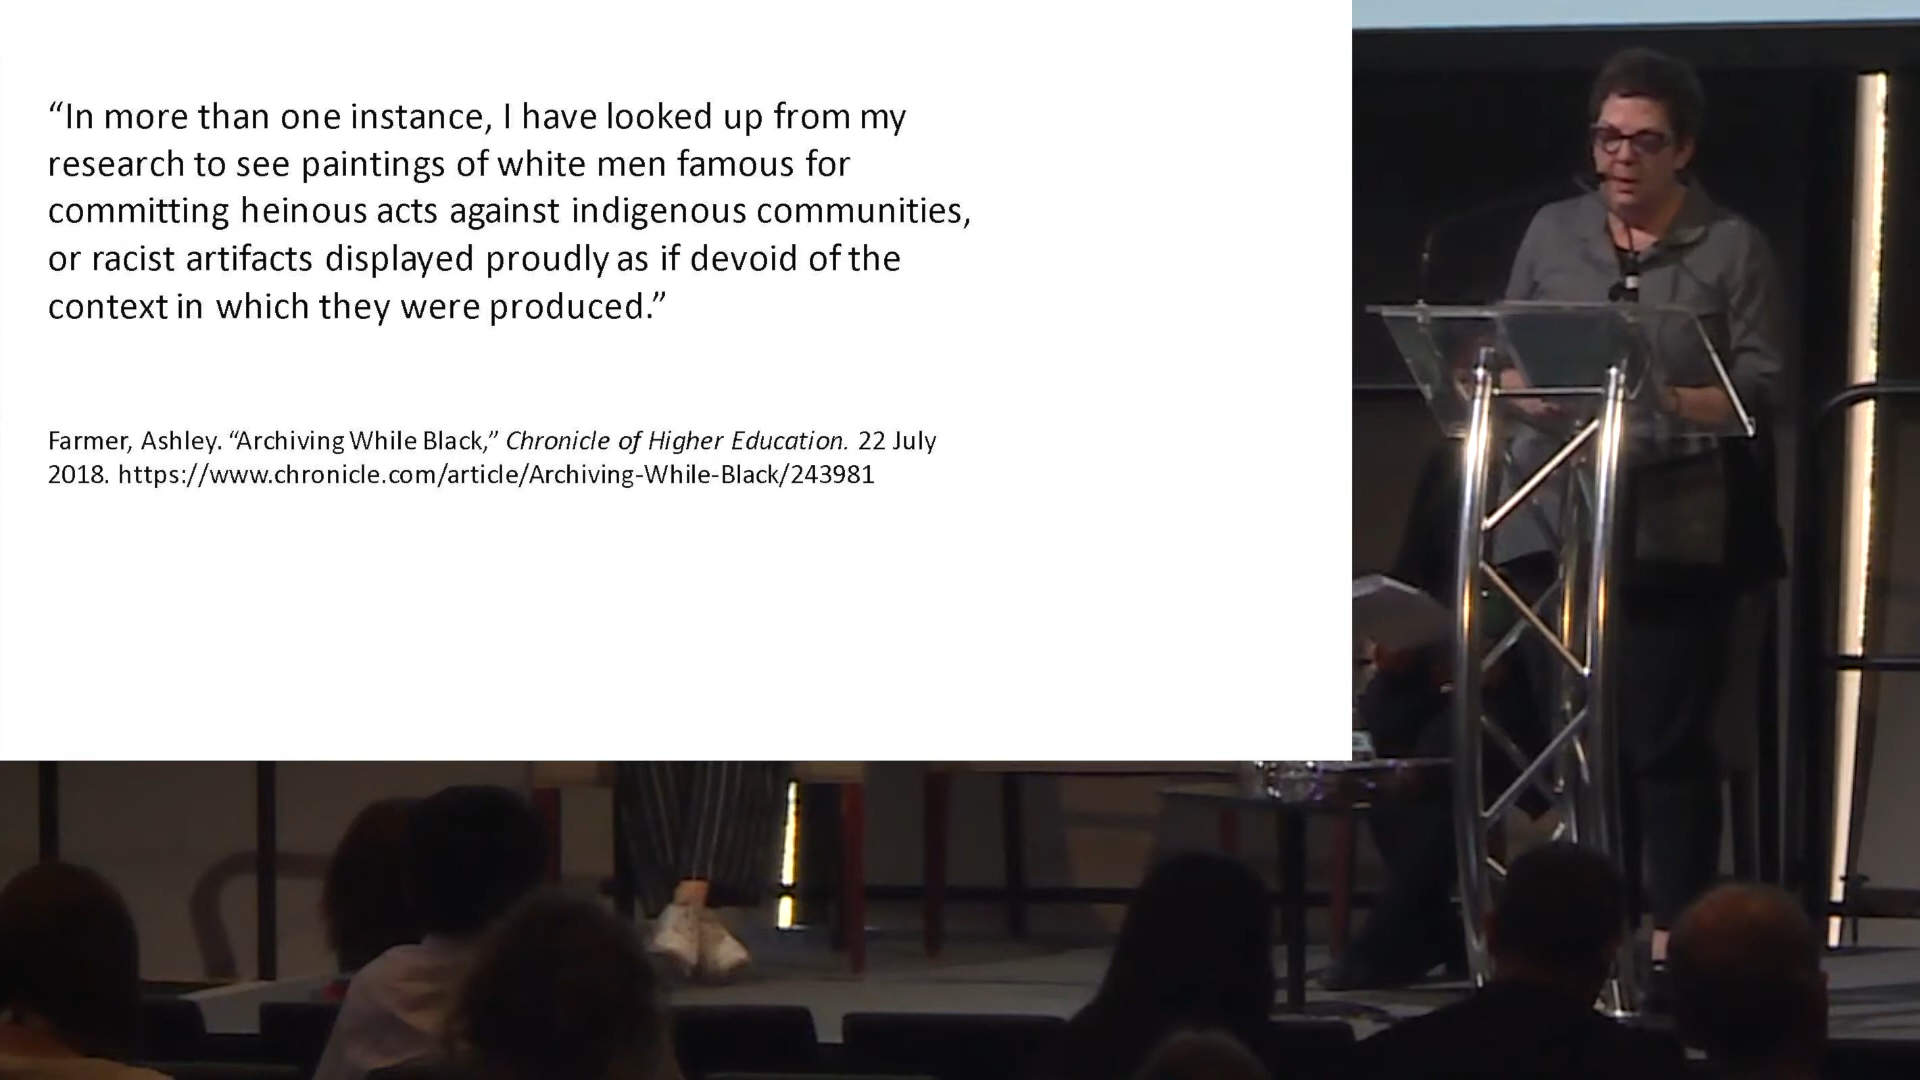 “In more than one instance, I have looked up from my
research to see paintings of white men famous for
committing heinous acts against indigenous communities,
or racist artifacts displayed proudly as if devoid of the
context in which they were produced.”
Farmer, Ashley. “Archiving While Black,” Chronicle of Higher Education. 22 July
2018. https://www.chronicle.com/article/Archiving-While-Black/243981